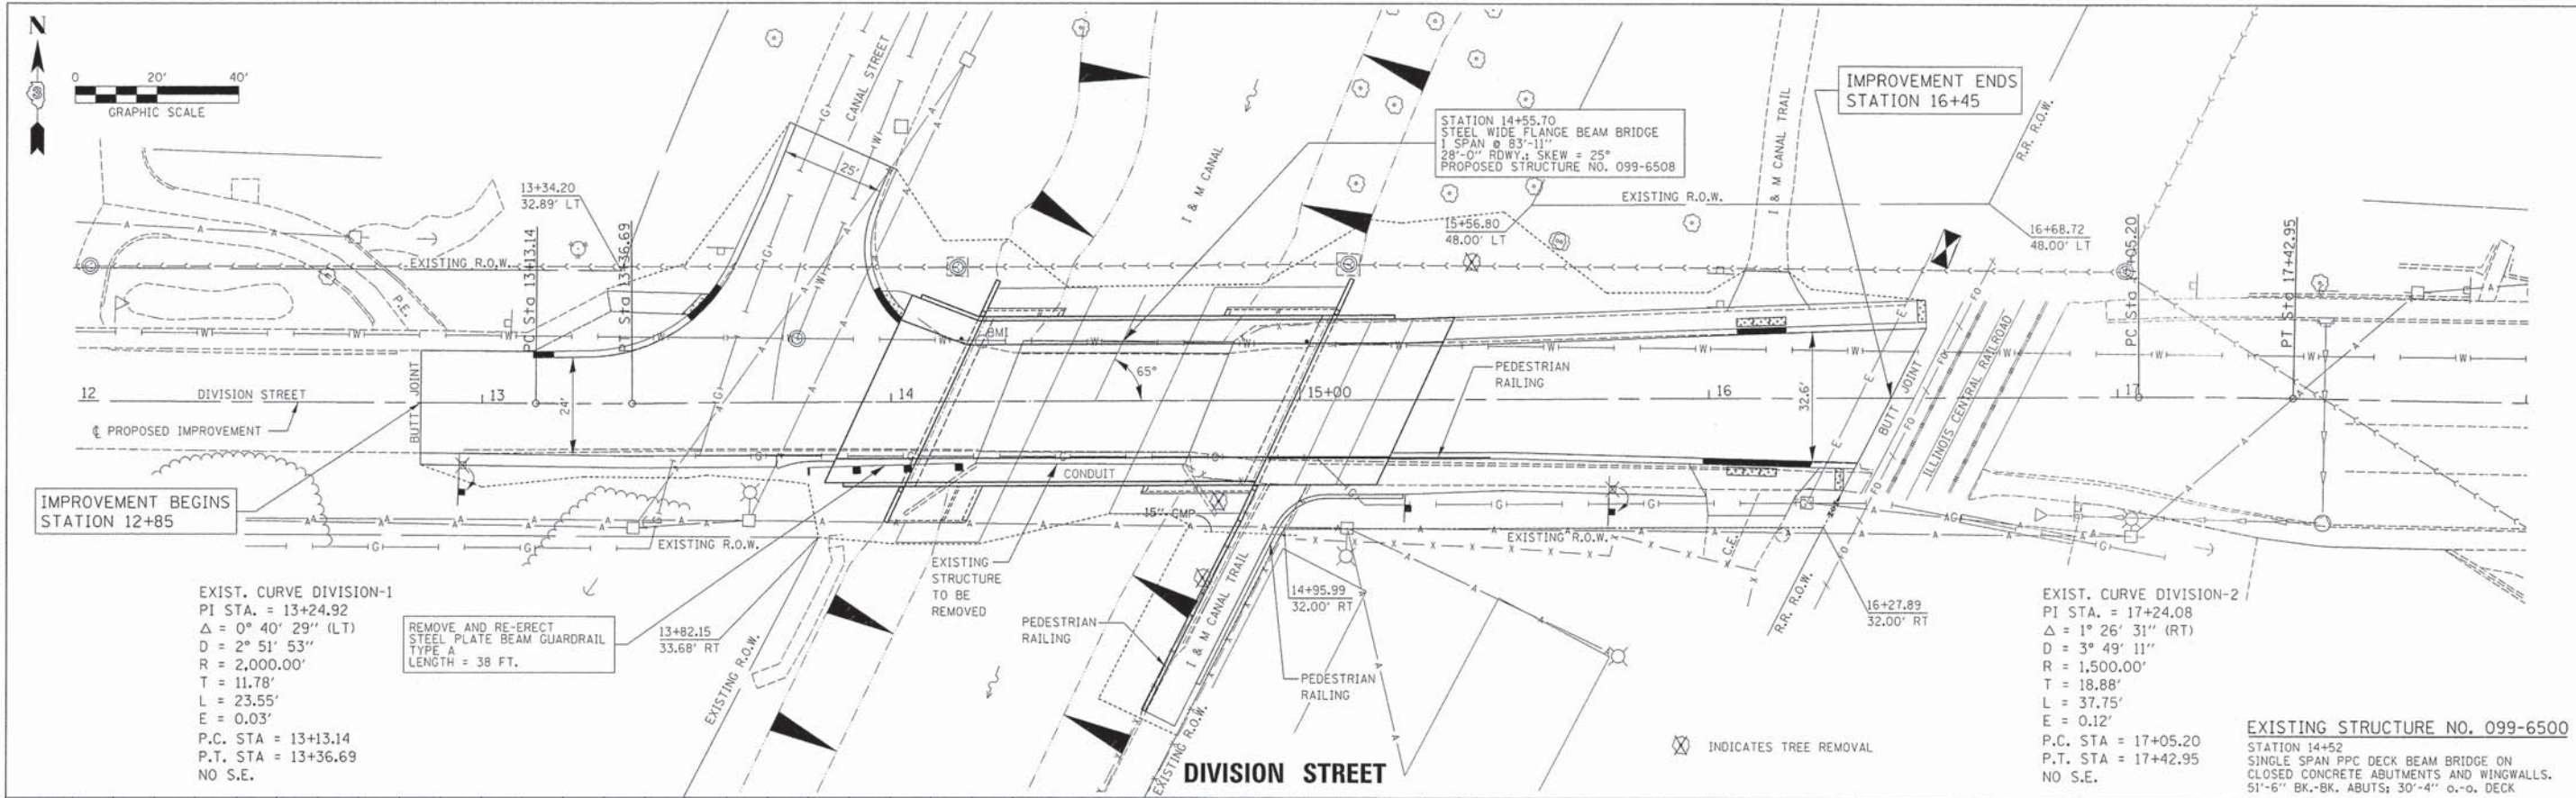 N
0 20' 40'
GRAPHIC SCALE
CANAL STREET
25'
I & M CANAL
STATION 14+55.70
STEEL WIDE FLANGE BEAM BRIDGE
1 SPAN @ 83'-11"
28'-0" RDWY.; SKEW = 25°
PROPOSED STRUCTURE NO. 099-6508
I & M CANAL TRAIL
IMPROVEMENT ENDS
STATION 16+45
R.R. R.O.W.
EXISTING R.O.W.
13+34.20
32.89' LT
15+56.80
48.00' LT
16+68.72
48.00' LT
EXISTING R.O.W.
P.E.
PC Sta 13+13.14
PT Sta 13+36.69
PC Sta 17+05.20
PT Sta 17+42.95
BMI
65°
PEDESTRIAN
RAILING
12
DIVISION STREET
BUTT JOINT
13
24'
14
15+00
16
32.6'
BUTT JOINT
ILLINOIS CENTRAL RAILROAD
17
℄ PROPOSED IMPROVEMENT
CONDUIT
IMPROVEMENT BEGINS
STATION 12+85
15" CMP
EXISTING R.O.W.
EXISTING R.O.W.
C.E.
EXISTING
STRUCTURE
TO BE
REMOVED
I & M CANAL TRAIL
14+95.99
32.00' RT
16+27.89
32.00' RT
R.R. R.O.W.
REMOVE AND RE-ERECT
STEEL PLATE BEAM GUARDRAIL
TYPE A
LENGTH = 38 FT.
13+82.15
33.68' RT
EXISTING R.O.W.
PEDESTRIAN
RAILING
PEDESTRIAN
RAILING
EXISTING R.O.W.
EXIST. CURVE DIVISION-1
PI STA. = 13+24.92
Δ = 0° 40' 29" (LT)
D = 2° 51' 53"
R = 2,000.00'
T = 11.78'
L = 23.55'
E = 0.03'
P.C. STA = 13+13.14
P.T. STA = 13+36.69
NO S.E.
EXIST. CURVE DIVISION-2
PI STA. = 17+24.08
Δ = 1° 26' 31" (RT)
D = 3° 49' 11"
R = 1,500.00'
T = 18.88'
L = 37.75'
E = 0.12'
P.C. STA = 17+05.20
P.T. STA = 17+42.95
NO S.E.
INDICATES TREE REMOVAL
DIVISION STREET
EXISTING STRUCTURE NO. 099-6500
STATION 14+52
SINGLE SPAN PPC DECK BEAM BRIDGE ON
CLOSED CONCRETE ABUTMENTS AND WINGWALLS.
51'-6" BK.-BK. ABUTS; 30'-4" o.-o. DECK